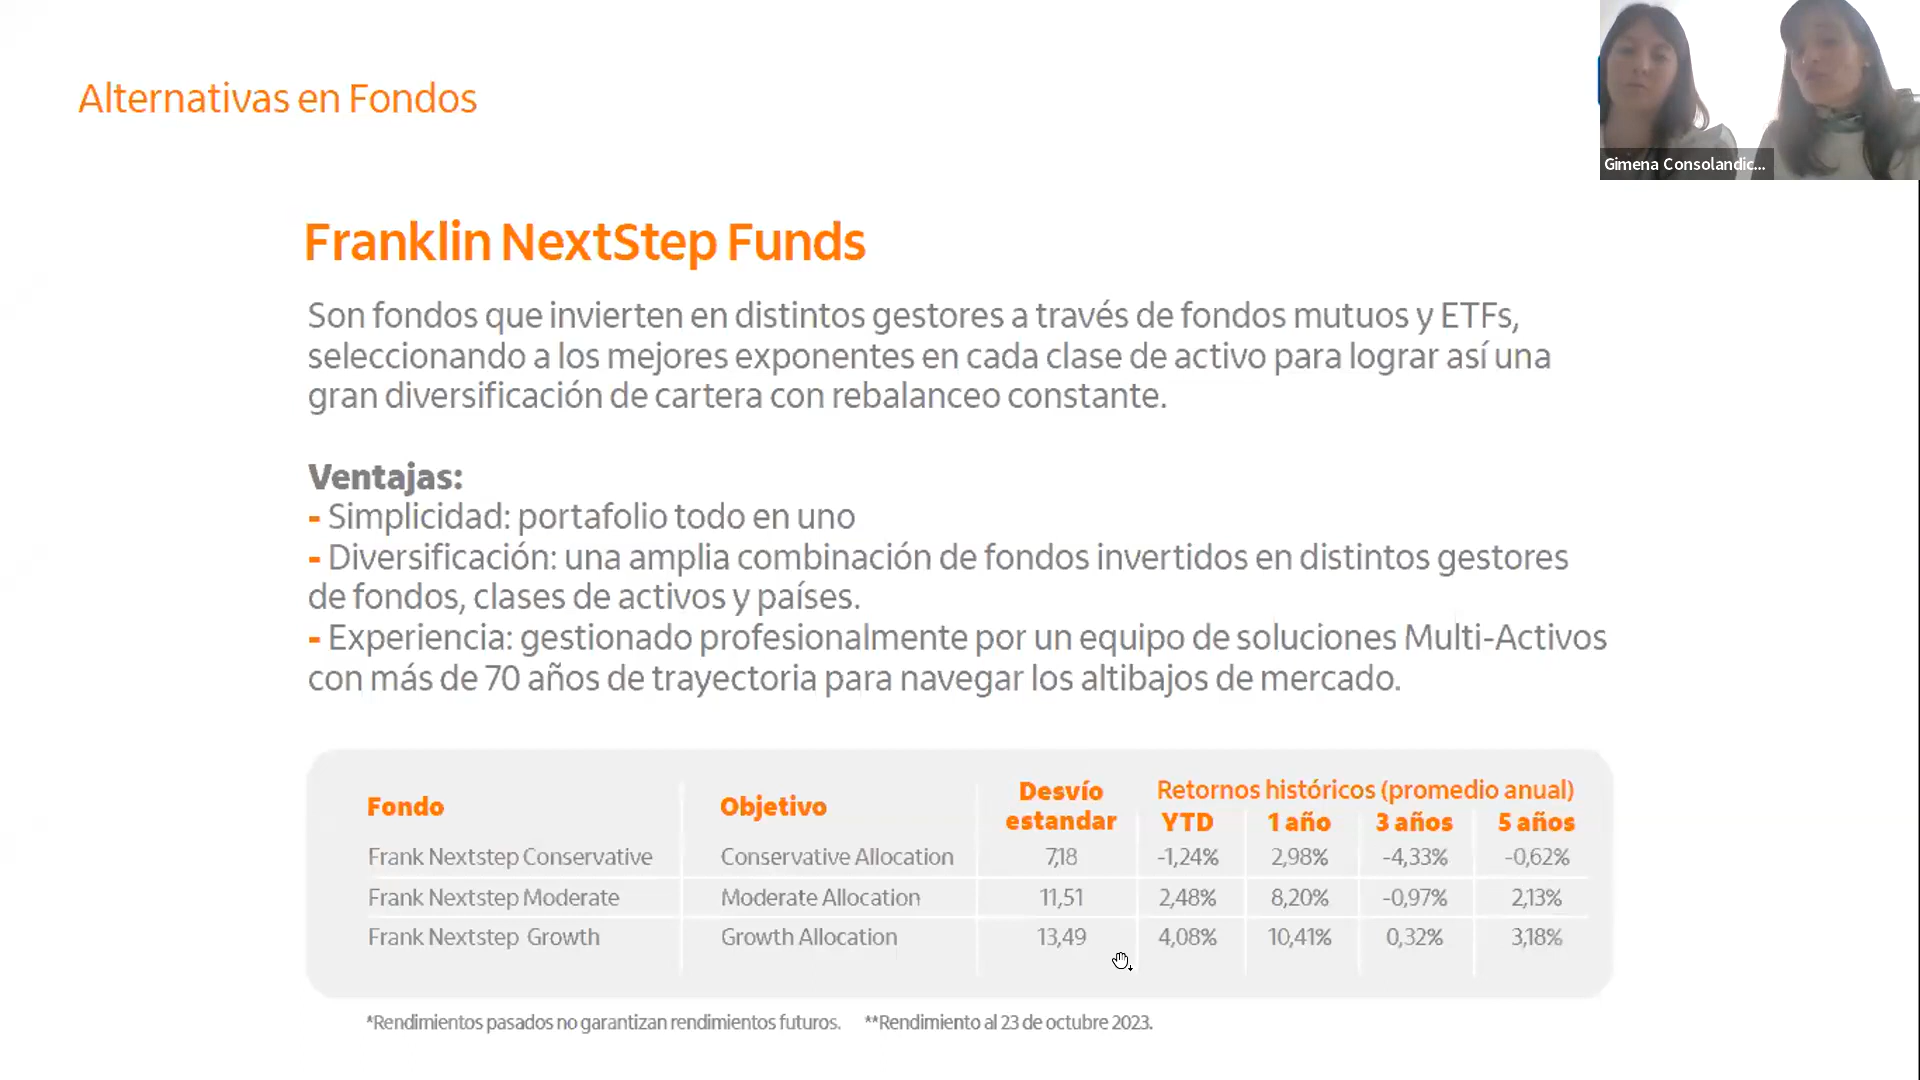 Alternativas en Fondos
Gimena Consolandic...
Franklin NextStep Funds
Son fondos que invierten en distintos gestores a través de fondos mutuos y ETFs,
seleccionando a los mejores exponentes en cada clase de activo para lograr así una
gran diversificación de cartera con rebalanceo constante.
Ventajas:
- Simplicidad: portafolio todo en uno
- Diversificación: una amplia combinación de fondos invertidos en distintos gestores
de fondos, clases de activos y países.
- Experiencia: gestionado profesionalmente por un equipo de soluciones Multi-Activos
con más de 70 años de trayectoria para navegar los altibajos de mercado.
Fondo Objetivo Desvío estandar Retornos históricos (promedio anual)
YTD 1 año 3 años 5 años
Frank Nextstep Conservative Conservative Allocation 7,18 -1,24% 2,98% -4,33% -0,62%
Frank Nextstep Moderate Moderate Allocation 11,51 2,48% 8,20% -0,97% 2,13%
Frank Nextstep Growth Growth Allocation 13,49 4,08% 10,41% 0,32% 3,18%
*Rendimientos pasados no garantizan rendimientos futuros. **Rendimiento al 23 de octubre 2023.